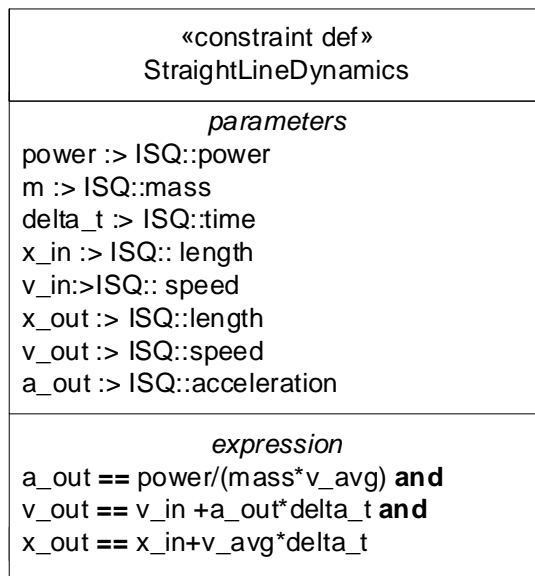 «constraint def»
StraightLineDynamics
parameters
power :> ISQ::power
m :> ISQ::mass
delta_t :> ISQ::time
x_in :> ISQ:: length
v_in:>ISQ:: speed
x_out :> ISQ::length
v_out :> ISQ::speed
a_out :> ISQ::acceleration
expression
a_out == power/(mass*v_avg) and
v_out == v_in +a_out*delta_t and
x_out == x_in+v_avg*delta_t